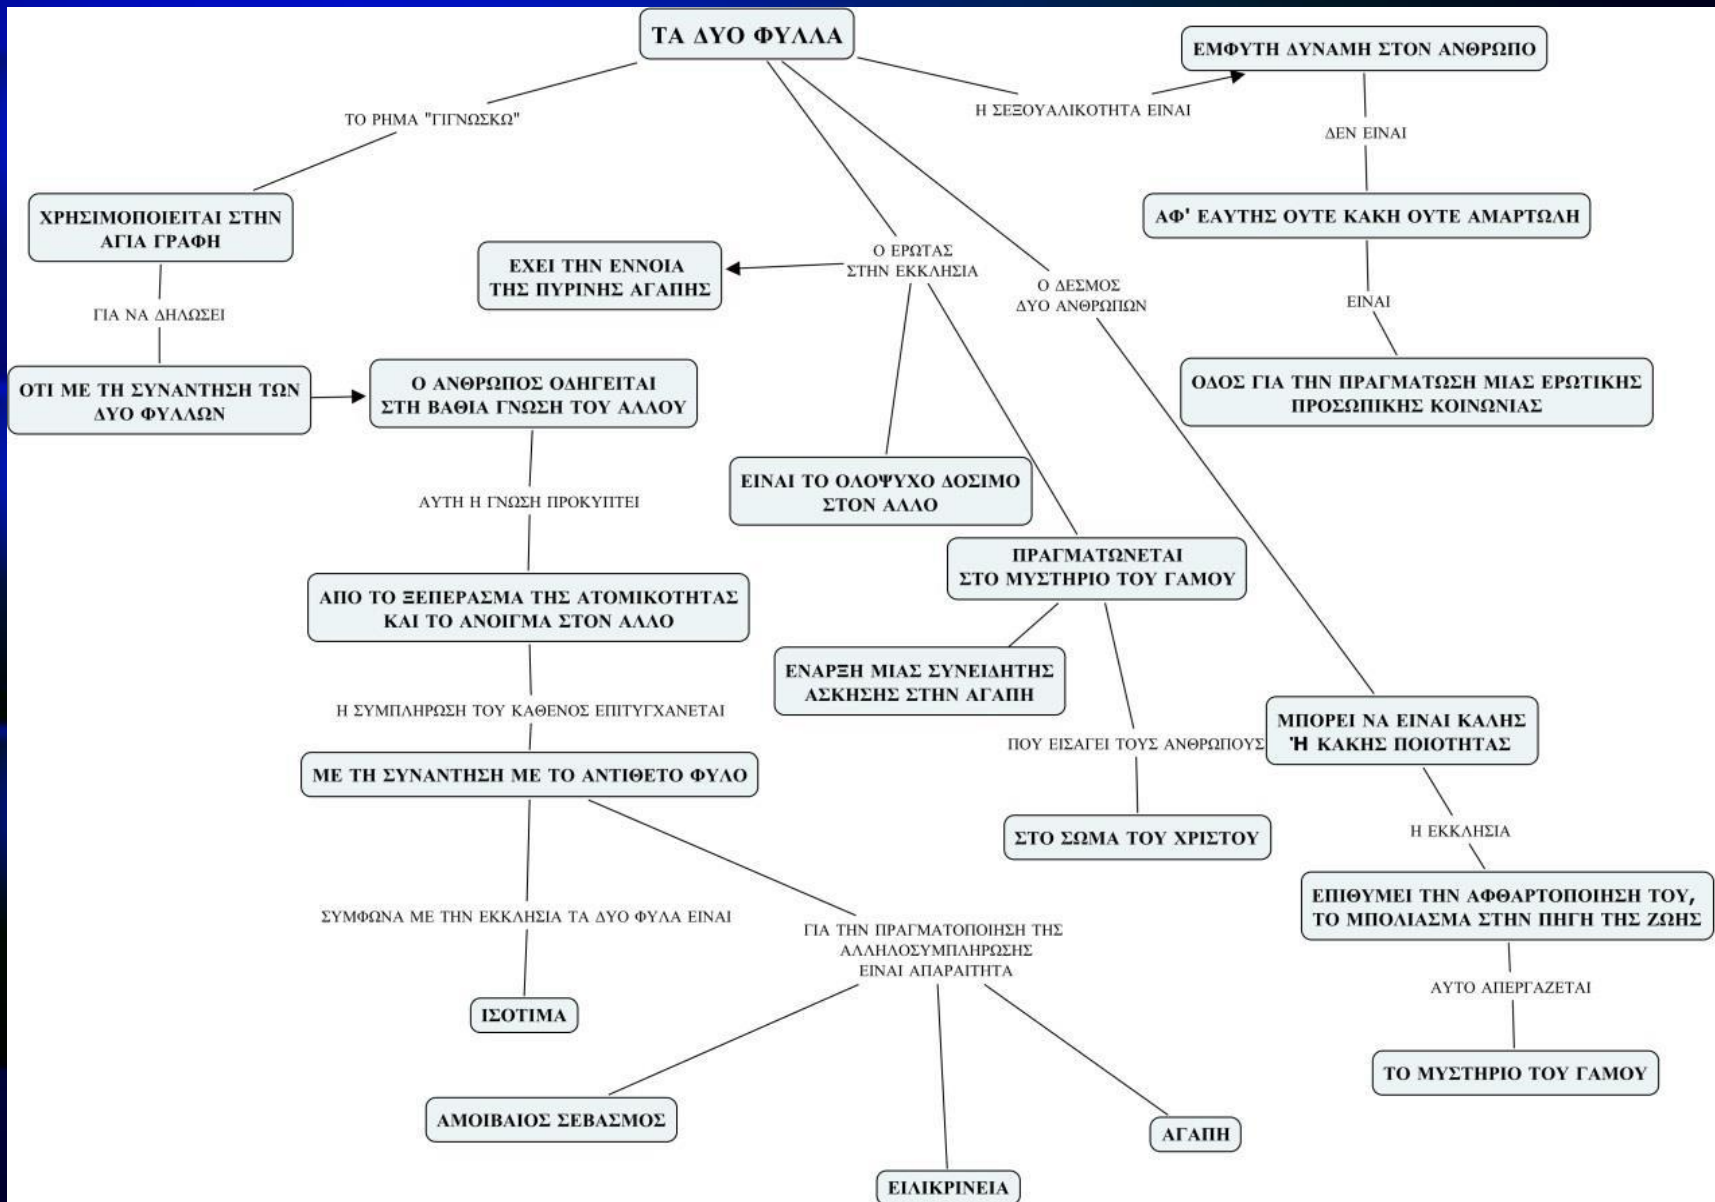 ΤΑ ΔΥΟ ΦΥΛΛΑ
ΤΟ ΡΗΜΑ "ΓΙΓΝΩΣΚΩ"
ΧΡΗΣΙΜΟΠΟΙΕΙΤΑΙ ΣΤΗΝ
ΑΓΙΑ ΓΡΑΦΗ
ΓΙΑ ΝΑ ΔΗΛΩΣΕΙ
ΟΤΙ ΜΕ ΤΗ ΣΥΝΑΝΤΗΣΗ ΤΩΝ
ΔΥΟ ΦΥΛΛΩΝ
Ο ΑΝΘΡΩΠΟΣ ΟΔΗΓΕΙΤΑΙ
ΣΤΗ ΒΑΘΙΑ ΓΝΩΣΗ ΤΟΥ ΑΛΛΟΥ
ΑΥΤΗ Η ΓΝΩΣΗ ΠΡΟΚΥΠΤΕΙ
ΑΠΟ ΤΟ ΞΕΠΕΡΑΣΜΑ ΤΗΣ ΑΤΟΜΙΚΟΤΗΤΑΣ
ΚΑΙ ΤΟ ΑΝΟΙΓΜΑ ΣΤΟΝ ΑΛΛΟ
Η ΣΥΜΠΛΗΡΩΣΗ ΤΟΥ ΚΑΘΕΝΟΣ ΕΠΙΤΥΓΧΑΝΕΤΑΙ
ΜΕ ΤΗ ΣΥΝΑΝΤΗΣΗ ΜΕ ΤΟ ΑΝΤΙΘΕΤΟ ΦΥΛΟ
ΣΥΜΦΩΝΑ ΜΕ ΤΗΝ ΕΚΚΛΗΣΙΑ ΤΑ ΔΥΟ ΦΥΛΑ ΕΙΝΑΙ
ΙΣΟΤΙΜΑ
ΓΙΑ ΤΗΝ ΠΡΑΓΜΑΤΟΠΟΙΗΣΗ ΤΗΣ
ΑΛΛΗΛΟΣΥΜΠΛΗΡΩΣΗΣ
ΕΙΝΑΙ ΑΠΑΡΑΙΤΗΤΑ
ΑΜΟΙΒΑΙΟΣ ΣΕΒΑΣΜΟΣ
ΕΙΛΙΚΡΙΝΕΙΑ
ΑΓΑΠΗ
Ο ΕΡΩΤΑΣ
ΣΤΗΝ ΕΚΚΛΗΣΙΑ
ΕΧΕΙ ΤΗΝ ΕΝΝΟΙΑ
ΤΗΣ ΠΥΡΙΝΗΣ ΑΓΑΠΗΣ
ΕΙΝΑΙ ΤΟ ΟΛΟΨΥΧΟ ΔΟΣΙΜΟ
ΣΤΟΝ ΑΛΛΟ
ΠΡΑΓΜΑΤΩΝΕΤΑΙ
ΣΤΟ ΜΥΣΤΗΡΙΟ ΤΟΥ ΓΑΜΟΥ
ΕΝΑΡΞΗ ΜΙΑΣ ΣΥΝΕΙΔΗΤΗΣ
ΑΣΚΗΣΗΣ ΣΤΗΝ ΑΓΑΠΗ
ΠΟΥ ΕΙΣΑΓΕΙ ΤΟΥΣ ΑΝΘΡΩΠΟΥΣ
ΣΤΟ ΣΩΜΑ ΤΟΥ ΧΡΙΣΤΟΥ
Ο ΔΕΣΜΟΣ
ΔΥΟ ΑΝΘΡΩΠΩΝ
ΜΠΟΡΕΙ ΝΑ ΕΙΝΑΙ ΚΑΛΗΣ
Ή ΚΑΚΗΣ ΠΟΙΟΤΗΤΑΣ
Η ΕΚΚΛΗΣΙΑ
ΕΠΙΘΥΜΕΙ ΤΗΝ ΑΦΘΑΡΤΟΠΟΙΗΣΗ ΤΟΥ,
ΤΟ ΜΠΟΛΙΑΣΜΑ ΣΤΗΝ ΠΗΓΗ ΤΗΣ ΖΩΗΣ
ΑΥΤΟ ΑΠΕΡΓΑΖΕΤΑΙ
ΤΟ ΜΥΣΤΗΡΙΟ ΤΟΥ ΓΑΜΟΥ
Η ΣΕΞΟΥΑΛΙΚΟΤΗΤΑ ΕΙΝΑΙ
ΕΜΦΥΤΗ ΔΥΝΑΜΗ ΣΤΟΝ ΑΝΘΡΩΠΟ
ΔΕΝ ΕΙΝΑΙ
ΑΦ' ΕΑΥΤΗΣ ΟΥΤΕ ΚΑΚΗ ΟΥΤΕ ΑΜΑΡΤΩΛΗ
ΕΙΝΑΙ
ΟΔΟΣ ΓΙΑ ΤΗΝ ΠΡΑΓΜΑΤΩΣΗ ΜΙΑΣ ΕΡΩΤΙΚΗΣ
ΠΡΟΣΩΠΙΚΗΣ ΚΟΙΝΩΝΙΑΣ